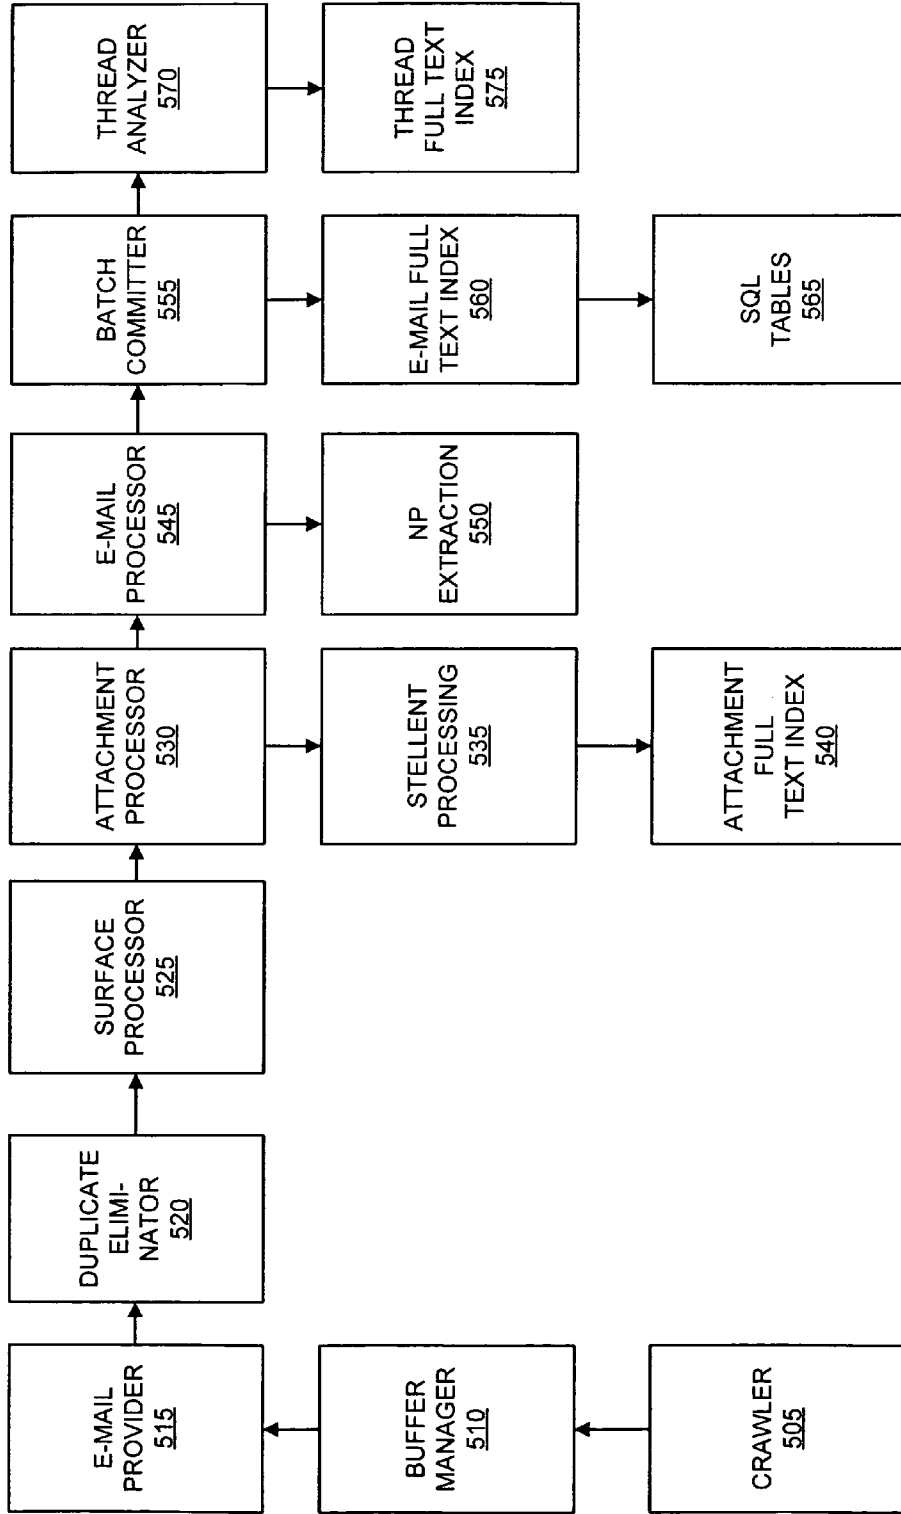 E-MAIL
PROVIDER
515
DUPLICATE
ELIMI-
NATOR
520
SURFACE
PROCESSOR
525
ATTACHMENT
PROCESSOR
530
E-MAIL
PROCESSOR
545
BATCH
COMMITTER
555
THREAD
ANALYZER
570
BUFFER
MANAGER
510
STELLENT
PROCESSING
535
NP
EXTRACTION
550
E-MAIL FULL
TEXT INDEX
560
THREAD
FULL TEXT
INDEX
575
CRAWLER
505
ATTACHMENT
FULL
TEXT INDEX
540
SQL
TABLES
565